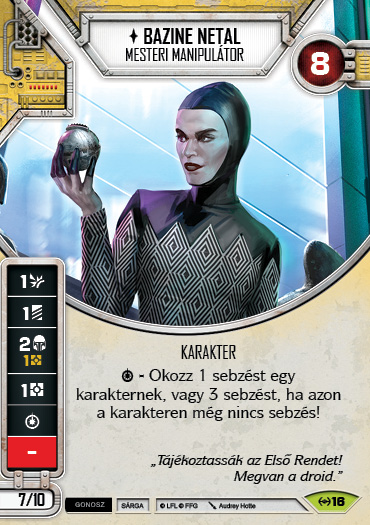 BAZINE NETAL
MESTERI MANIPULÁTOR
8
1
1
2
1
1
-
7/10
KARAKTER
- Okozz 1 sebzést egy
karakternek, vagy 3 sebzést, ha azon
a karakteren még nincs sebzés!
„Tájékoztassák az Első Rendet!
Megvan a droid.”
GONOSZ
SÁRGA
© LFL © FFG
Audrey Hotte
16